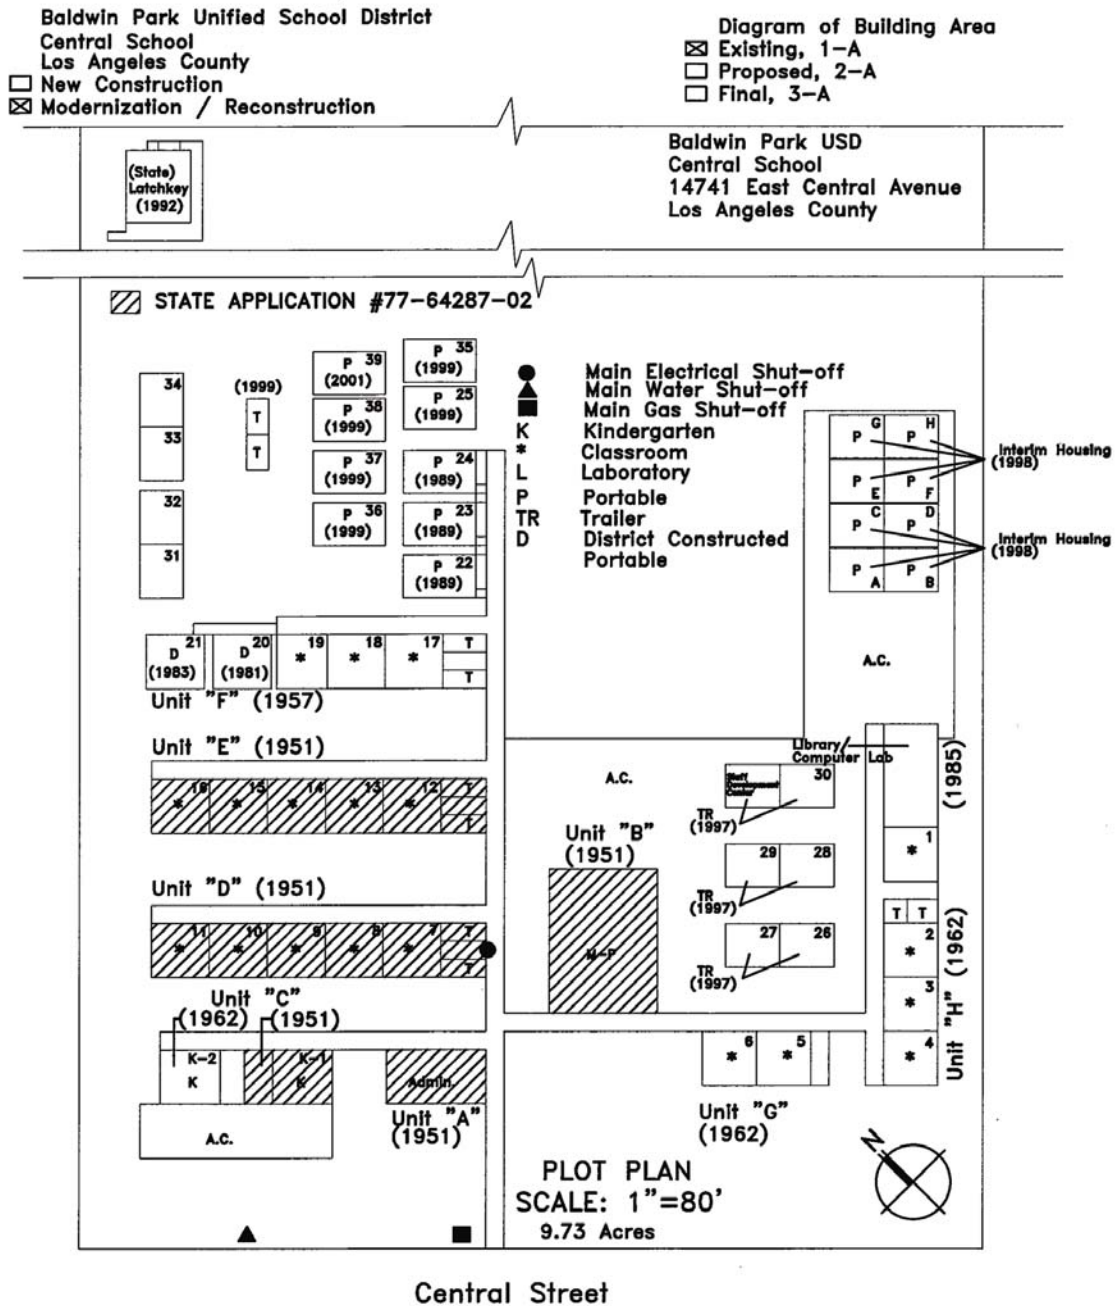 Baldwin Park Unified School District
Central School
Los Angeles County
New Construction
Modernization / Reconstruction
Diagram of Building Area
Existing, 1-A
Proposed, 2-A
Final, 3-A
(State)
Latchkey
(1992)
Baldwin Park USD
Central School
14741 East Central Avenue
Los Angeles County
STATE APPLICATION #77-64287-02
34
33
32
31
(1999)
T
T
P 39
(2001)
P 38
(1999)
P 37
(1999)
P 36
(1999)
P 35
(1999)
P 25
(1999)
P 24
(1989)
P 23
(1989)
P 22
(1989)
Main Electrical Shut-off
Main Water Shut-off
Main Gas Shut-off
K Kindergarten
* Classroom
L Laboratory
P Portable
TR Trailer
D District Constructed
Portable
G H
P P
P P
E F
C D
P P
P P
A B
Interim Housing
(1998)
Interim Housing
(1998)
A.C.
D 21
(1983)
D 20
(1981)
19
*
18
*
17
*
T
T
Unit "F" (1957)
Unit "E" (1951)
16
*
15
*
14
*
13
*
12
*
T
T
Unit "D" (1951)
11
*
10
*
9
*
8
*
7
*
T
T
A.C.
Unit "B"
(1951)
M-P
Library/
Computer Lab
(1985)
Staff
Development
Center
30
TR
(1997)
29 28
TR
(1997)
27 26
TR
(1997)
1
*
T T
2
*
3
*
4
*
Unit "H" (1962)
Unit "C"
(1962) (1951)
K-2
K
K-1
K
Admin.
A.C.
Unit "A"
(1951)
6
*
5
*
Unit "G"
(1962)
N
PLOT PLAN
SCALE: 1"=80'
9.73 Acres
Central Street